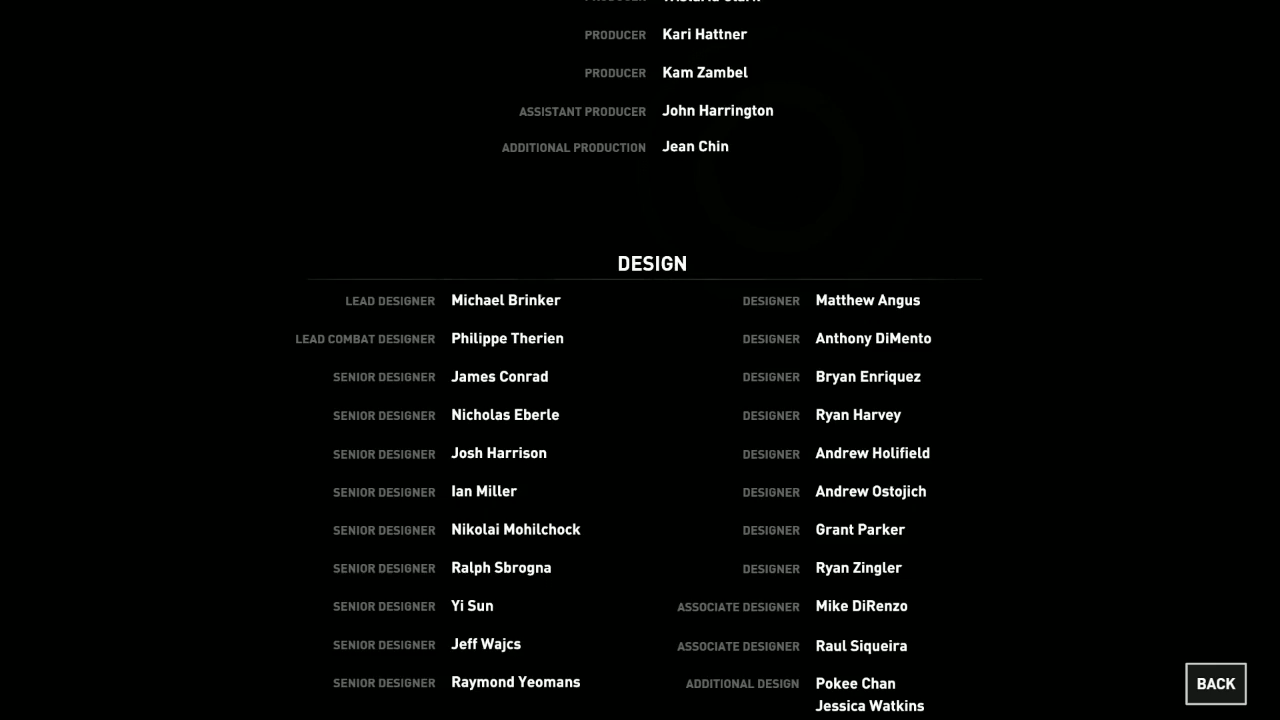 PRODUCER Kari Hattner
PRODUCER Kam Zambel
ASSISTANT PRODUCER John Harrington
ADDITIONAL PRODUCTION Jean Chin
DESIGN
LEAD DESIGNER Michael Brinker
LEAD COMBAT DESIGNER Philippe Therien
SENIOR DESIGNER James Conrad
SENIOR DESIGNER Nicholas Eberle
SENIOR DESIGNER Josh Harrison
SENIOR DESIGNER Ian Miller
SENIOR DESIGNER Nikolai Mohilchock
SENIOR DESIGNER Ralph Sbrogna
SENIOR DESIGNER Yi Sun
SENIOR DESIGNER Jeff Wajcs
SENIOR DESIGNER Raymond Yeomans
DESIGNER Matthew Angus
DESIGNER Anthony DiMento
DESIGNER Bryan Enriquez
DESIGNER Ryan Harvey
DESIGNER Andrew Holifield
DESIGNER Andrew Ostojich
DESIGNER Grant Parker
DESIGNER Ryan Zingler
ASSOCIATE DESIGNER Mike DiRenzo
ASSOCIATE DESIGNER Raul Siqueira
ADDITIONAL DESIGN Pokee Chan
Jessica Watkins
BACK